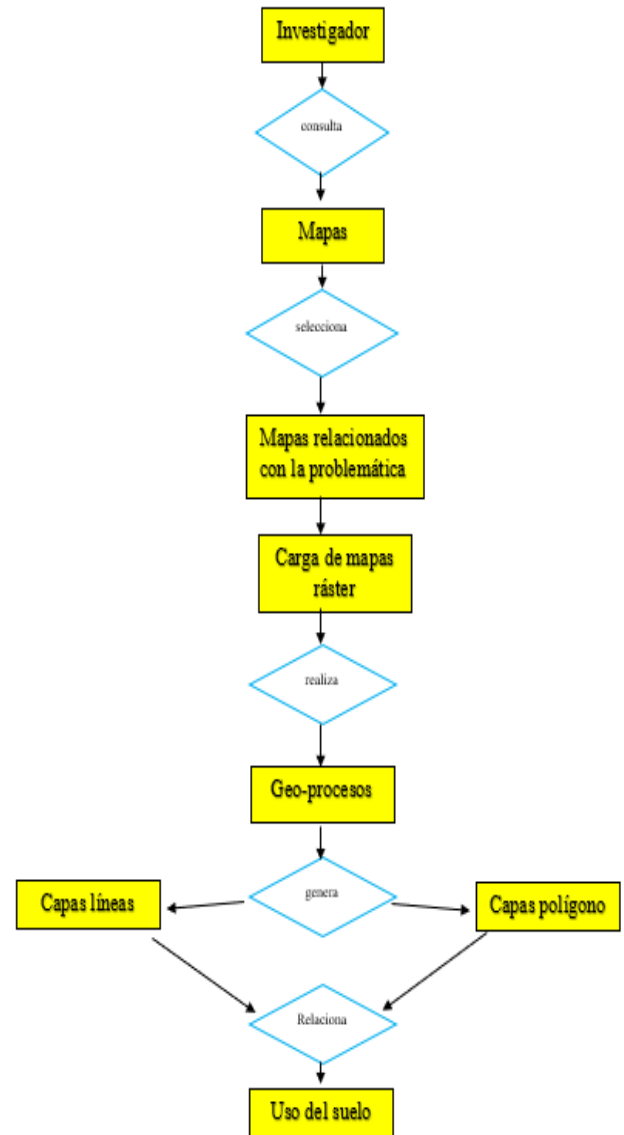 Investigador
consulta
Mapas
selecciona
Mapas relacionados
con la problemática
Carga de mapas
ráster
realiza
Geo-procesos
genera
Capas líneas
Capas polígono
Relaciona
Uso del suelo